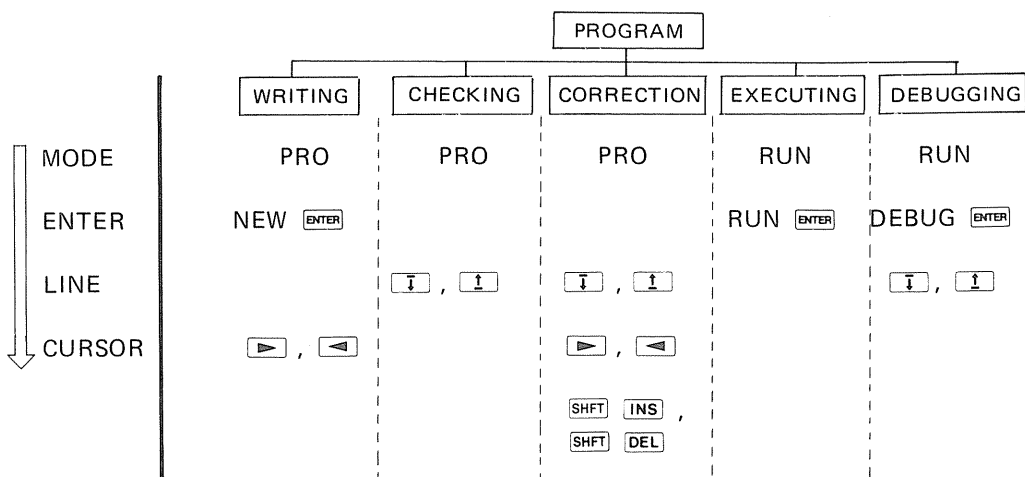 PROGRAM
WRITING CHECKING CORRECTION EXECUTING DEBUGGING
MODE PRO PRO PRO RUN RUN
ENTER NEW ENTER RUN ENTER DEBUG ENTER
LINE ↓ , ↑ ↓ , ↑ ↓ , ↑
CURSOR ► , ◄ ► , ◄
SHFT INS ,
SHFT DEL